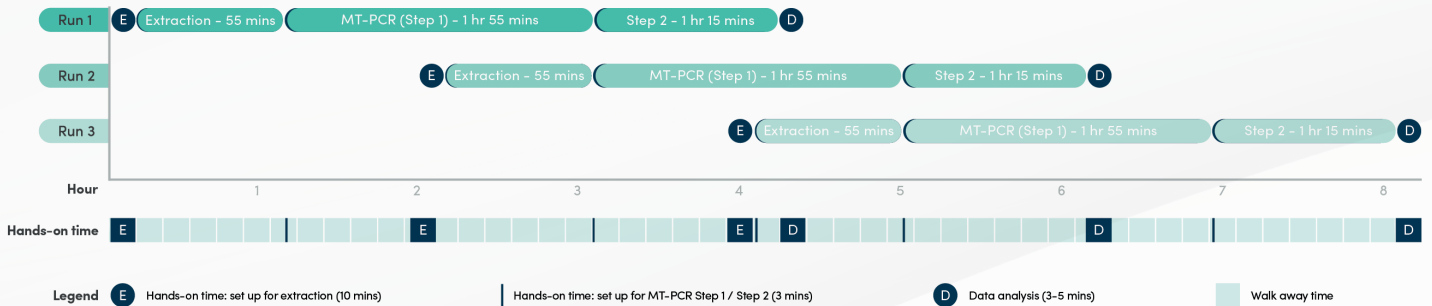 Run 1 E Extraction - 55 mins MT-PCR (Step 1) - 1 hr 55 mins Step 2 - 1 hr 15 mins D
Run 2 E Extraction - 55 mins MT-PCR (Step 1) - 1 hr 55 mins Step 2 - 1 hr 15 mins D
Run 3 E Extraction - 55 mins MT-PCR (Step 1) - 1 hr 55 mins Step 2 - 1 hr 15 mins D
Hour 1 2 3 4 5 6 7 8
Hands-on time E E E D D D
Legend E Hands-on time: set up for extraction (10 mins) Hands-on time: set up for MT-PCR Step 1 / Step 2 (3 mins) D Data analysis (3-5 mins) Walk away time